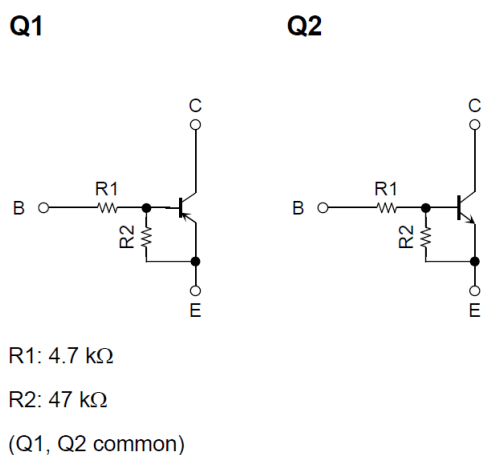 Q1 Q2
C C
R1 R1
B B
R2 R2
E E
R1: 4.7 kΩ
R2: 47 kΩ
(Q1, Q2 common)